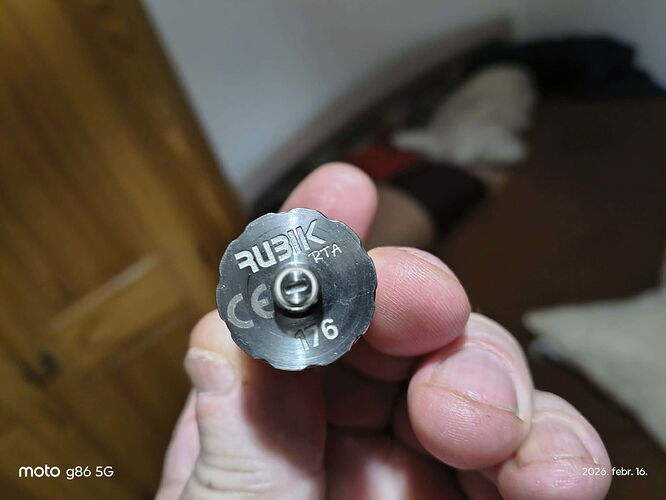 RUBIK
RTA
CE
176
moto g86 5G
2026. febr. 16.